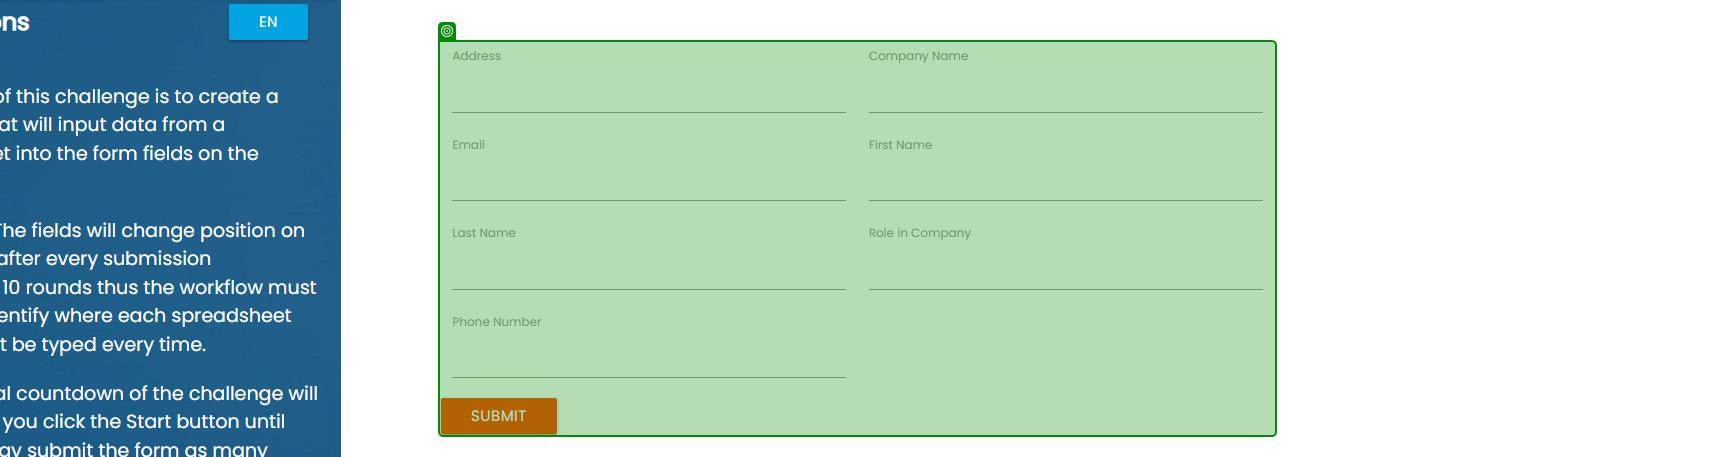 ns
EN
of this challenge is to create a
at will input data from a
et into the form fields on the
The fields will change position on
after every submission
10 rounds thus the workflow must
entify where each spreadsheet
t be typed every time.
al countdown of the challenge will
you click the Start button until
ay submit the form as many
Address
Company Name
Email
First Name
Last Name
Role in Company
Phone Number
SUBMIT